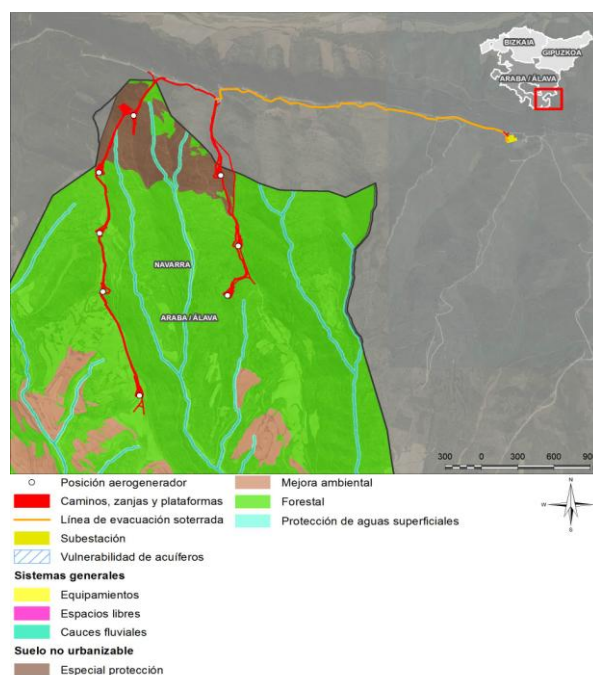 BIZKAIA
GIPUZKOA
ARABA / ÁLAVA
NAVARRA
ARABA / ÁLAVA
300 0 300 600 900
N
W E
S
Posición aerogenerador
Caminos, zanjas y plataformas
Línea de evacuación soterrada
Subestación
Vulnerabilidad de acuíferos
Sistemas generales
Equipamientos
Espacios libres
Cauces fluviales
Suelo no urbanizable
Especial protección
Mejora ambiental
Forestal
Protección de aguas superficiales